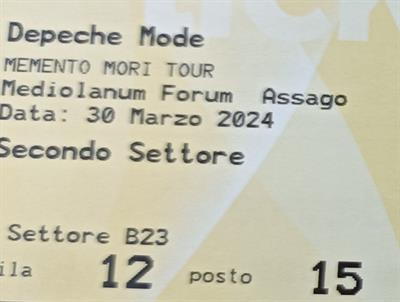 Depeche Mode
MEMENTO MORI TOUR
Mediolanum Forum Assago
Data: 30 Marzo 2024
Secondo Settore
Settore B23
ila 12 posto 15